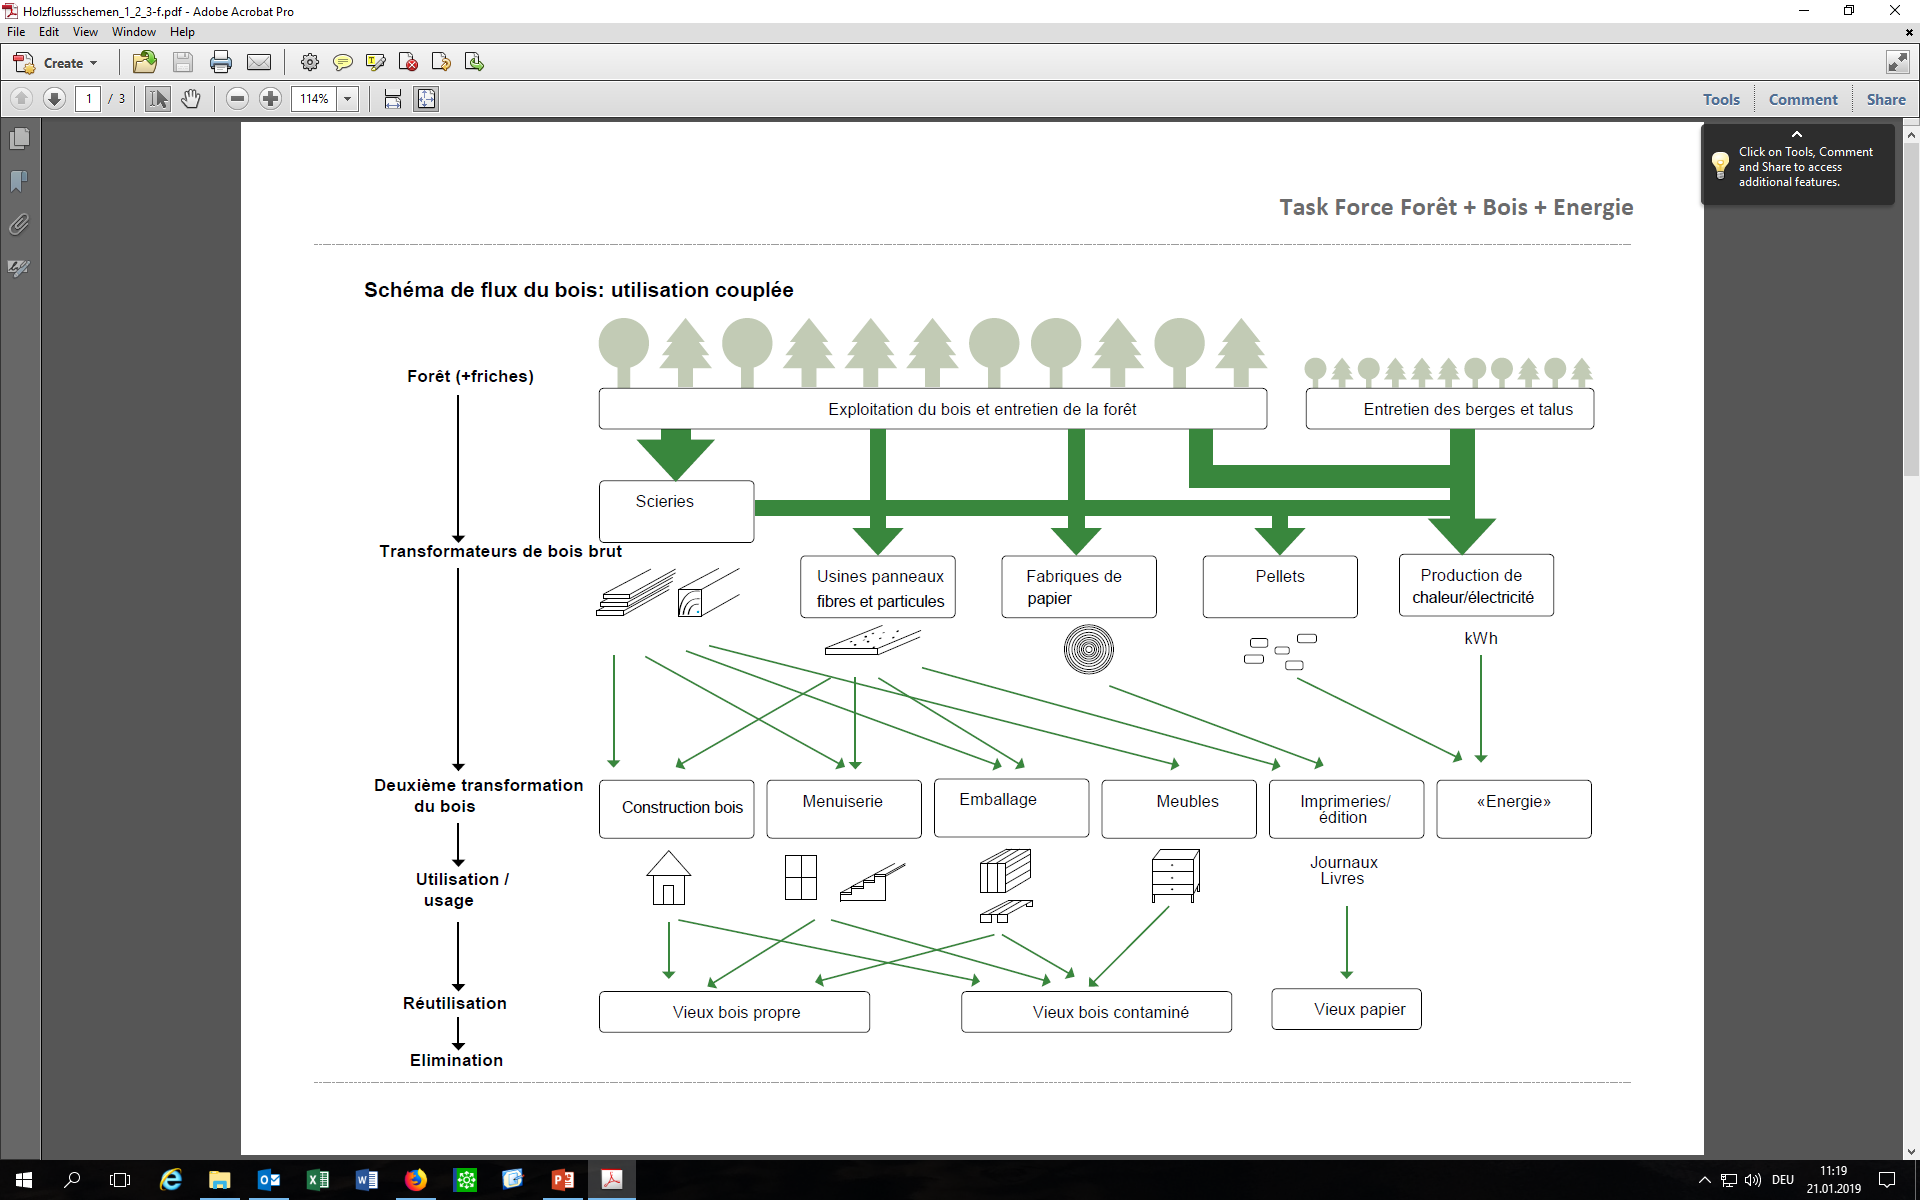 Holzflussschemen_1_2_3-f.pdf - Adobe Acrobat Pro
File Edit View Window Help
Create
1 / 3 114%
Tools Comment Share
Click on Tools, Comment
and Share to access
additional features.
Task Force Forêt + Bois + Energie
Schéma de flux du bois: utilisation couplée
Forêt (+friches)
Exploitation du bois et entretien de la forêt
Entretien des berges et talus
Scieries
Transformateurs de bois brut
Usines panneaux
fibres et particules
Fabriques de
papier
Pellets
Production de
chaleur/électricité
kWh
Deuxième transformation
du bois
Construction bois
Menuiserie
Emballage
Meubles
Imprimeries/
édition
«Energie»
Utilisation /
usage
Journaux
Livres
Réutilisation
Vieux bois propre
Vieux bois contaminé
Vieux papier
Elimination
DEU
11:19
21.01.2019